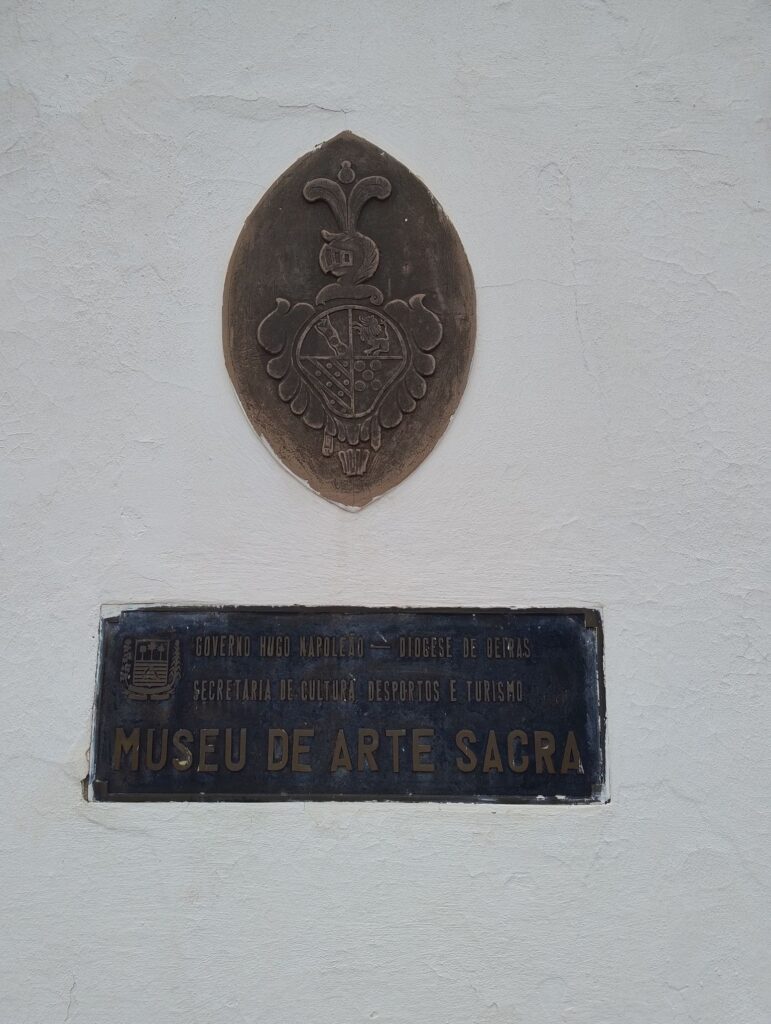 GOVERNO HUGO NAPOLEÃO — DIOCESE DE OEIRAS
SECRETARIA DE CULTURA, DESPORTOS E TURISMO
MUSEU DE ARTE SACRA